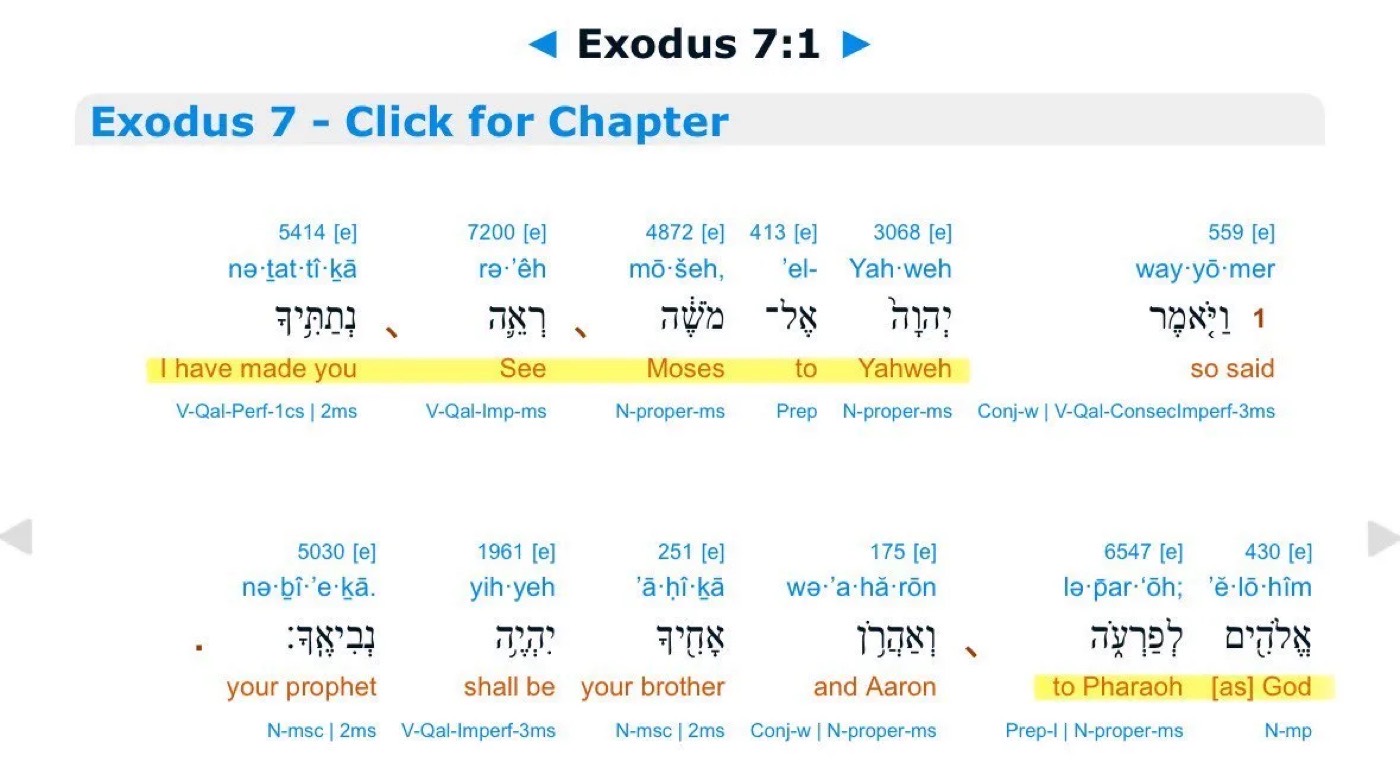 ◄ Exodus 7:1 ►
Exodus 7 - Click for Chapter
5414 [e] 7200 [e] 4872 [e] 413 [e] 3068 [e] 559 [e]
nə·ṯat·tî·ḵā rə·’êh mō·šeh, ’el- Yah·weh way·yō·mer
1 וַיֹּ֤אמֶר יְהוָה֙ אֶל־ מֹשֶׁ֔ה 、 רְאֵ֛ה 、 נְתַתִּ֥יךָ
I have made you See Moses to Yahweh so said
V-Qal-Perf-1cs | 2ms V-Qal-Imp-ms N-proper-ms Prep N-proper-ms Conj-w | V-Qal-ConsecImperf-3ms
5030 [e] 1961 [e] 251 [e] 175 [e] 6547 [e] 430 [e]
nə·ḇî·’e·ḵā. yih·yeh ’ā·ḥî·ḵā wə·’a·hă·rōn lə·p̄ar·‘ōh; ’ĕ·lō·hîm
אֱלֹהִ֖ים לְפַרְעֹ֑ה 、 וְאַהֲרֹ֥ן אָחִ֖יךָ יִהְיֶ֥ה נְבִיאֶֽךָ׃ .
your prophet shall be your brother and Aaron to Pharaoh [as] God
N-msc | 2ms V-Qal-Imperf-3ms N-msc | 2ms Conj-w | N-proper-ms Prep-l | N-proper-ms N-mp